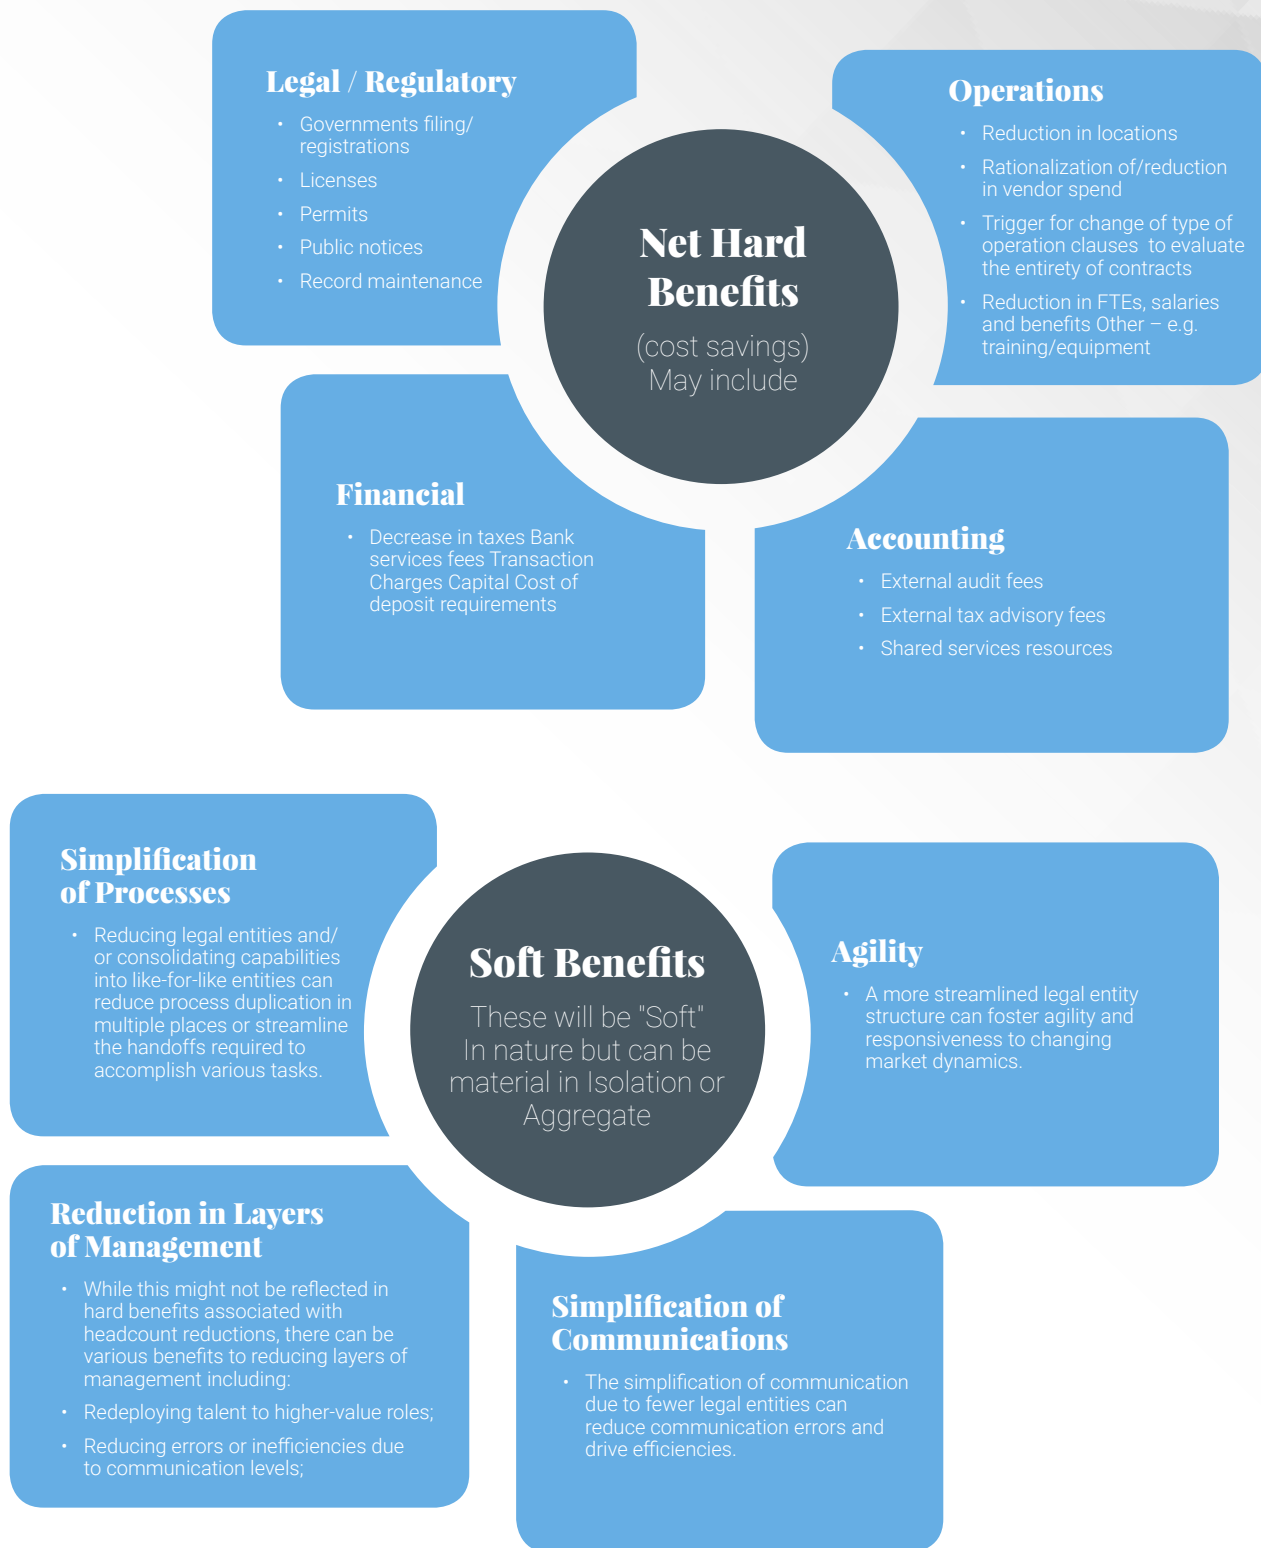 Legal / Regulatory
• Governments filing/
registrations
• Licenses
• Permits
• Public notices
• Record maintenance
Operations
• Reduction in locations
• Rationalization of/reduction
in vendor spend
• Trigger for change of type of
operation clauses  to evaluate
the entirety of contracts
• Reduction in FTEs, salaries
and benefits Other – e.g.
training/equipment
Net Hard
Benefits
(cost savings)
May include
Financial
• Decrease in taxes Bank
services fees Transaction
Charges Capital Cost of
deposit requirements
Accounting
• External audit fees
• External tax advisory fees
• Shared services resources
Simplification
of Processes
• Reducing legal entities and/
or consolidating capabilities
into like-for-like entities can
reduce process duplication in
multiple places or streamline
the handoffs required to
accomplish various tasks.
Soft Benefits
These will be "Soft"
In nature but can be
material in Isolation or
Aggregate
Agility
• A more streamlined legal entity
structure can foster agility and
responsiveness to changing
market dynamics.
Reduction in Layers
of Management
• While this might not be reflected in
hard benefits associated with
headcount reductions, there can be
various benefits to reducing layers of
management including:
• Redeploying talent to higher-value roles;
• Reducing errors or inefficiencies due
to communication levels;
Simplification of
Communications
• The simplification of communication
due to fewer legal entities can
reduce communication errors and
drive efficiencies.